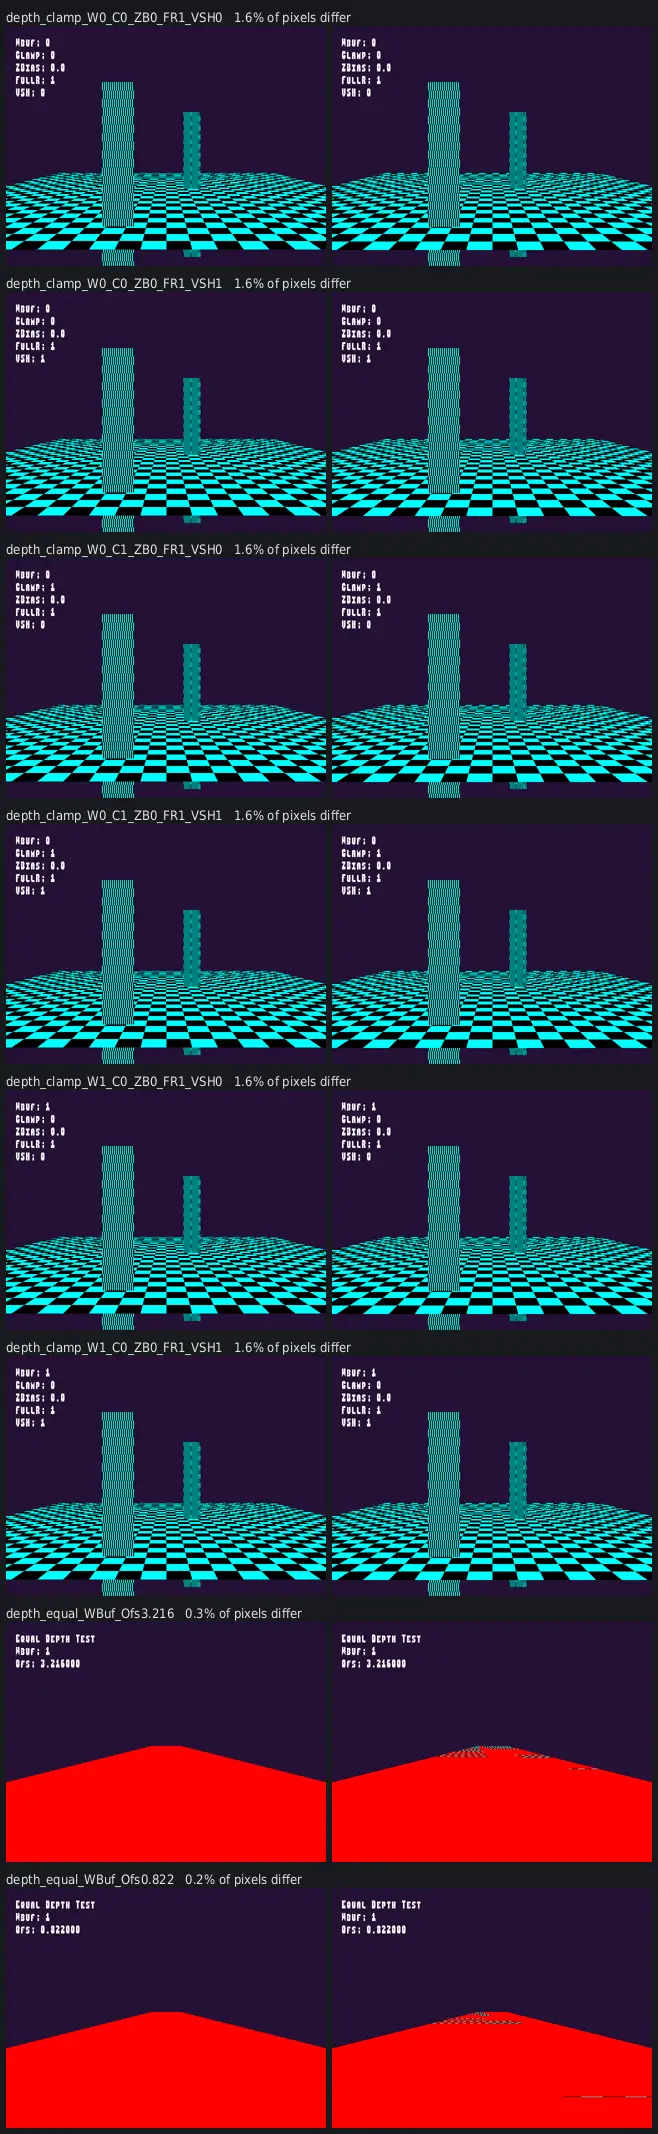 depth_clamp_W0_C0_ZB0_FR1_VSH0 1.6% of pixels differ
WBuf: 0 WBuf: 0
Clamp: 0 Clamp: 0
ZBias: 0.0 ZBias: 0.0
FullR: 1 FullR: 1
VSH: 0 VSH: 0
depth_clamp_W0_C0_ZB0_FR1_VSH1 1.6% of pixels differ
WBuf: 0 WBuf: 0
Clamp: 0 Clamp: 0
ZBias: 0.0 ZBias: 0.0
FullR: 1 FullR: 1
VSH: 1 VSH: 1
depth_clamp_W0_C1_ZB0_FR1_VSH0 1.6% of pixels differ
WBuf: 0 WBuf: 0
Clamp: 1 Clamp: 1
ZBias: 0.0 ZBias: 0.0
FullR: 1 FullR: 1
VSH: 0 VSH: 0
depth_clamp_W0_C1_ZB0_FR1_VSH1 1.6% of pixels differ
WBuf: 0 WBuf: 0
Clamp: 1 Clamp: 1
ZBias: 0.0 ZBias: 0.0
FullR: 1 FullR: 1
VSH: 1 VSH: 1
depth_clamp_W1_C0_ZB0_FR1_VSH0 1.6% of pixels differ
WBuf: 1 WBuf: 1
Clamp: 0 Clamp: 0
ZBias: 0.0 ZBias: 0.0
FullR: 1 FullR: 1
VSH: 0 VSH: 0
depth_clamp_W1_C0_ZB0_FR1_VSH1 1.6% of pixels differ
WBuf: 1 WBuf: 1
Clamp: 0 Clamp: 0
ZBias: 0.0 ZBias: 0.0
FullR: 1 FullR: 1
VSH: 1 VSH: 1
depth_equal_WBuf_Ofs3.216 0.3% of pixels differ
Equal Depth Test Equal Depth Test
WBuf: 1 WBuf: 1
Ofs: 3.216000 Ofs: 3.216000
depth_equal_WBuf_Ofs0.822 0.2% of pixels differ
Equal Depth Test Equal Depth Test
WBuf: 1 WBuf: 1
Ofs: 0.822000 Ofs: 0.822000